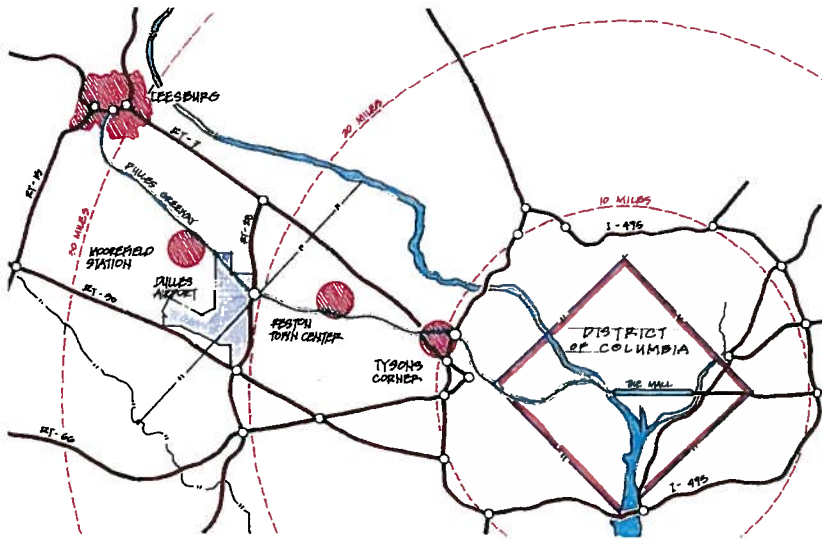 LEESBURG
20 MILES
10 MILES
RT-7
DULLES GREENWAY
RT-15
RT-28
I-495
30 MILES
MOOREFIELD
STATION
DULLES
AIRPORT
RT-50
RESTON
TOWN CENTER
DISTRICT
OF COLUMBIA
TYSONS
CORNER
THE MALL
RT-66
I-495